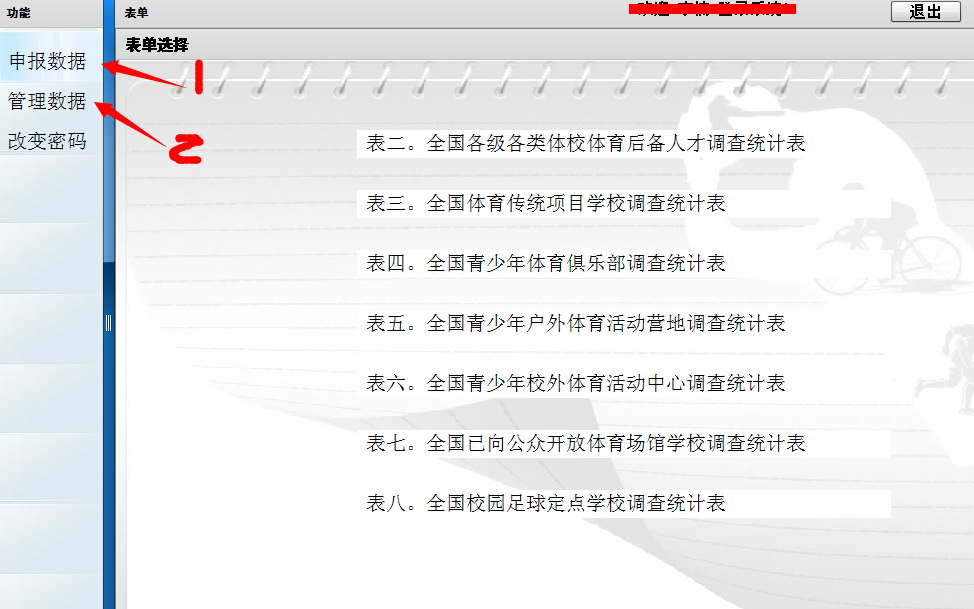 功能
表单
退出
表单选择
申报数据
1
管理数据
2
改变密码
表二。全国各级各类体校体育后备人才调查统计表
表三。全国体育传统项目学校调查统计表
表四。全国青少年体育俱乐部调查统计表
表五。全国青少年户外体育活动营地调查统计表
表六。全国青少年校外体育活动中心调查统计表
表七。全国已向公众开放体育场馆学校调查统计表
表八。全国校园足球定点学校调查统计表